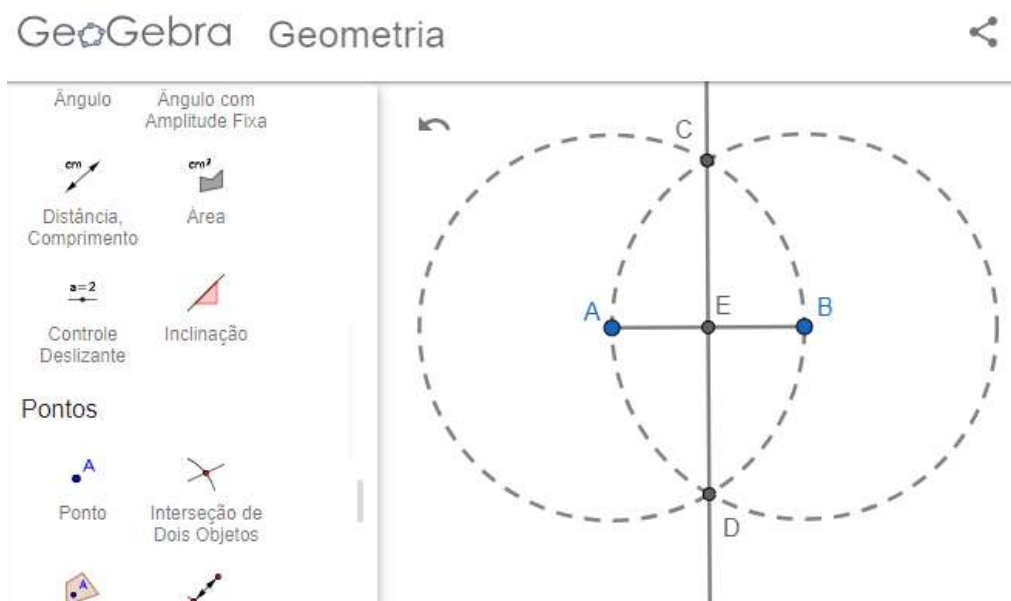 GeoGebra Geometria
Ângulo
Ângulo com
Amplitude Fixa
cm
cm²
Distância,
Comprimento
Área
a=2
Controle
Deslizante
Inclinação
Pontos
A
Ponto
Interseção de
Dois Objetos
A
C
A
E
B
D